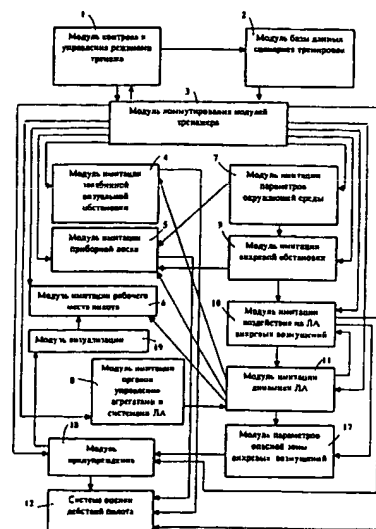 1
Модуль контроля и
управления режимами
тренажа
2
Модуль базы данных
сценариев тренировки
3
Модуль коммутирования модулей
тренажера
4
Модуль имитации
визуальной
обстановки
5
Модуль имитации
приборной доски
Модуль имитации рабочего
места пилота
6
Модуль визуализации
19
8
Модуль имитации
органов
управления
агрегатами и
системами ЛА
18
Модуль
предупреждения
12
Система оценки
действий пилота
7
Модуль имитации
параметров
окружающей среды
9
Модуль имитации
вихревой обстановки
10
Модуль имитации
воздействия на ЛА
вихревых возмущений
11
Модуль имитации
динамики ЛА
Модуль параметров
опасной зоны
вихревых возмущений